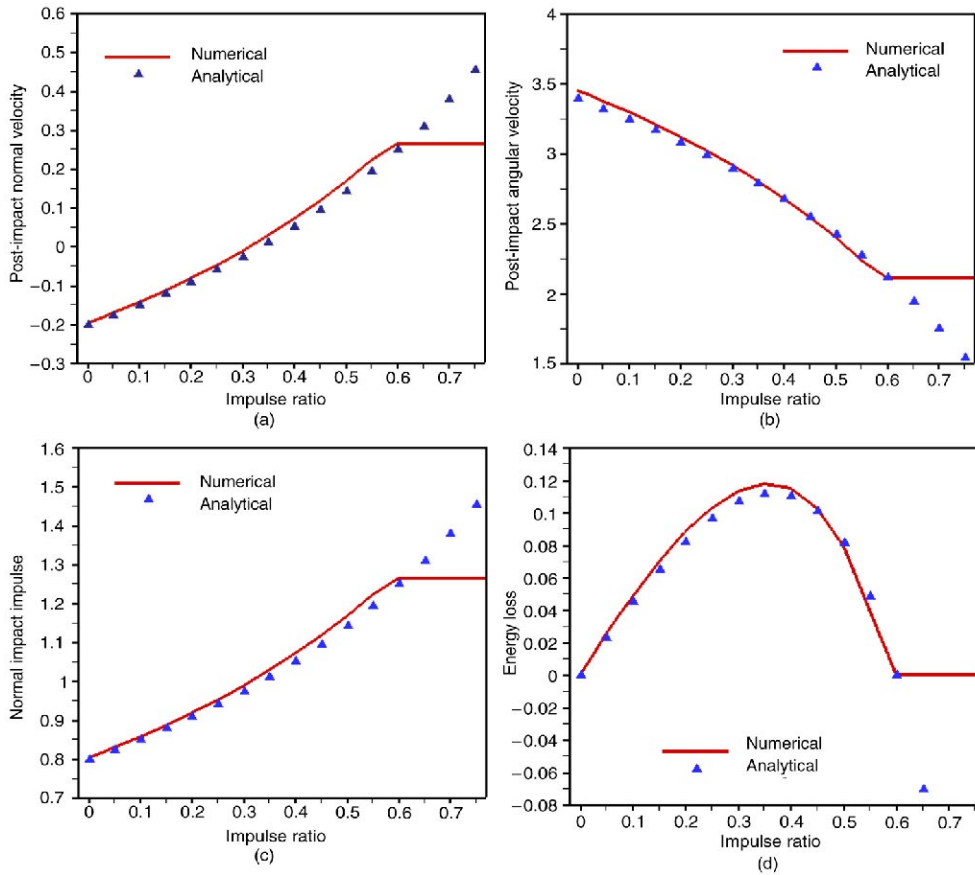 0.6
0.5
0.4
0.3
0.2
0.1
0
−0.1
−0.2
−0.3
Post-impact normal velocity
Numerical
Analytical
0 0.1 0.2 0.3 0.4 0.5 0.6 0.7
Impulse ratio
(a)
4
3.5
3
2.5
2
1.5
Post-impact angular velocity
Numerical
Analytical
0 0.1 0.2 0.3 0.4 0.5 0.6 0.7
Impulse ratio
(b)
1.6
1.5
1.4
1.3
1.2
1.1
1
0.9
0.8
0.7
Normal impact impulse
Numerical
Analytical
0 0.1 0.2 0.3 0.4 0.5 0.6 0.7
Impulse ratio
(c)
0.14
0.12
0.10
0.08
0.06
0.04
0.02
0
−0.02
−0.04
−0.06
−0.08
Energy loss
Numerical
Analytical
0 0.1 0.2 0.3 0.4 0.5 0.6 0.7
Impulse ratio
(d)